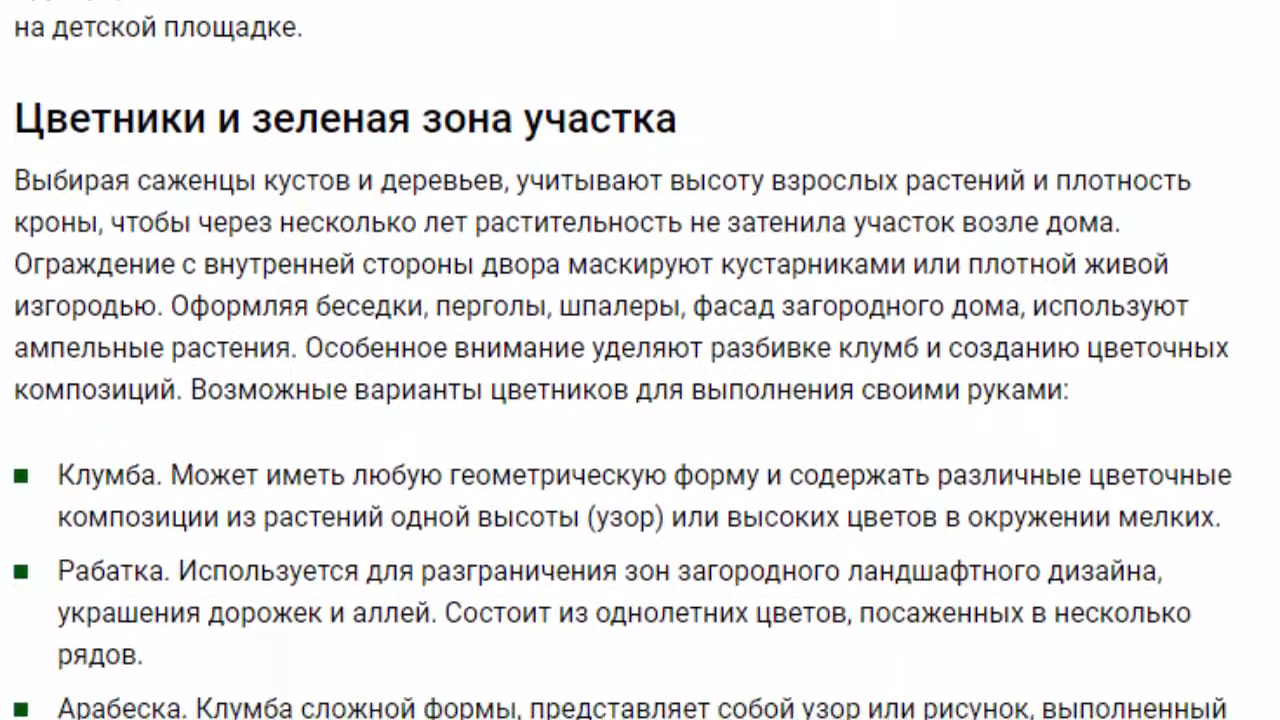 на детской площадке.
Цветники и зеленая зона участка
Выбирая саженцы кустов и деревьев, учитывают высоту взрослых растений и плотность
кроны, чтобы через несколько лет растительность не затенила участок возле дома.
Ограждение с внутренней стороны двора маскируют кустарниками или плотной живой
изгородью. Оформляя беседки, перголы, шпалеры, фасад загородного дома, используют
ампельные растения. Особенное внимание уделяют разбивке клумб и созданию цветочных
композиций. Возможные варианты цветников для выполнения своими руками:
Клумба. Может иметь любую геометрическую форму и содержать различные цветочные
композиции из растений одной высоты (узор) или высоких цветов в окружении мелких.
Рабатка. Используется для разграничения зон загородного ландшафтного дизайна,
украшения дорожек и аллей. Состоит из однолетних цветов, посаженных в несколько
рядов.
Арабеска. Клумба сложной формы, представляет собой узор или рисунок, выполненный